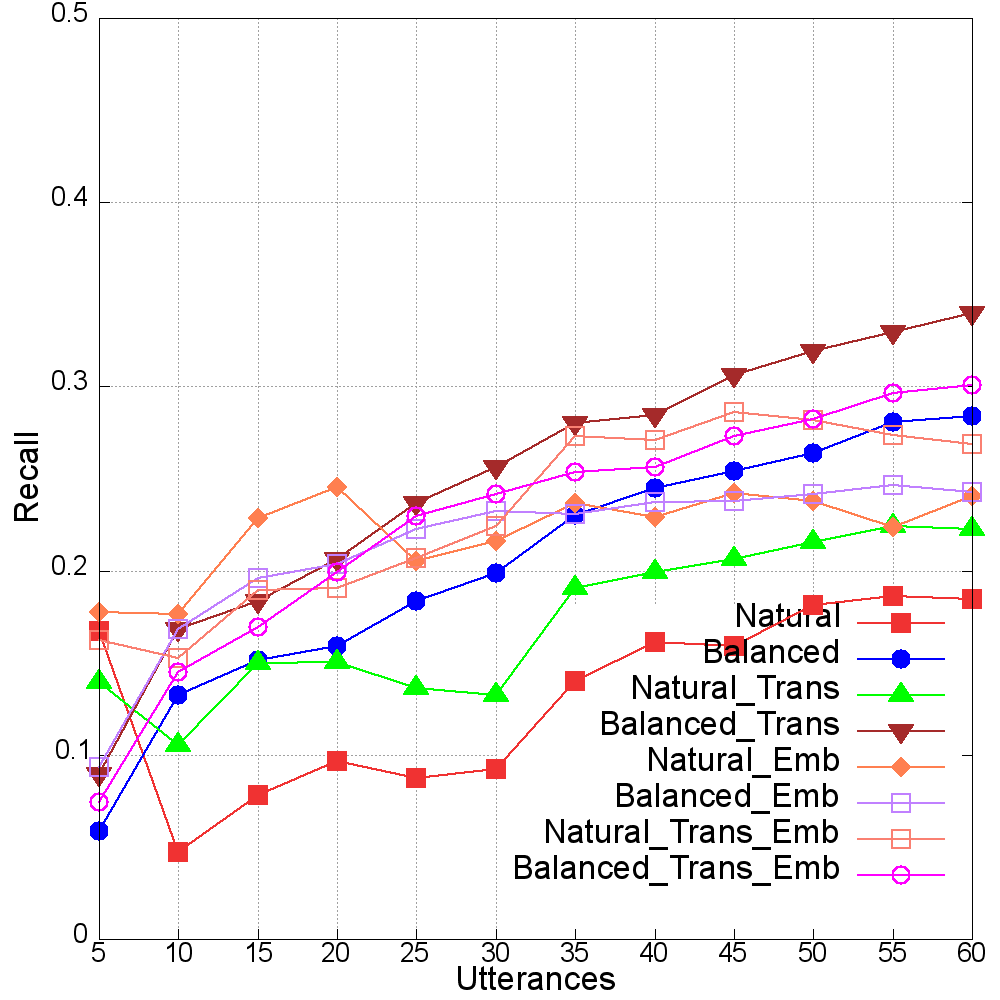 0.5
0.4
0.3
0.2
0.1
0
Recall
Natural
Balanced
Natural_Trans
Balanced_Trans
Natural_Emb
Balanced_Emb
Natural_Trans_Emb
Balanced_Trans_Emb
5 10 15 20 25 30 35 40 45 50 55 60
Utterances